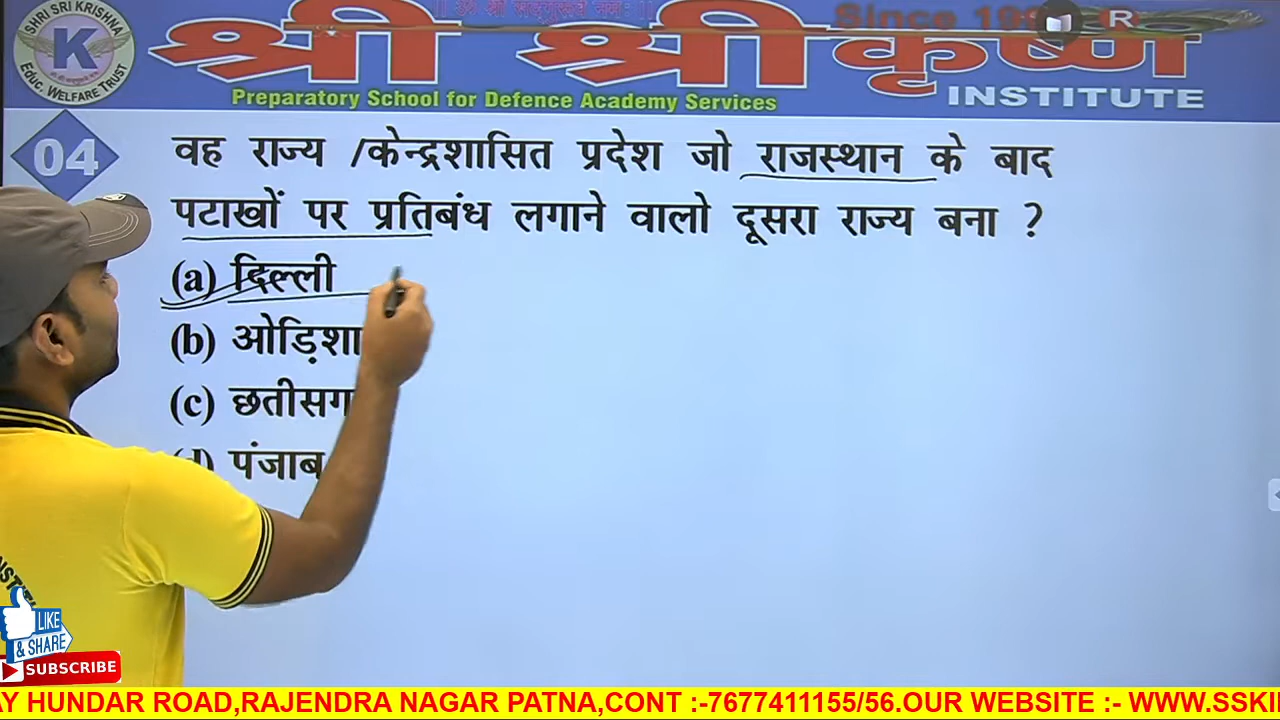 SHRI SRI KRISHNA
K
Educ. WELFARE TRUST
Since
R
श्री श्री कृष्ण
INSTITUTE
Preparatory School for Defence Academy Services
04
वह राज्य /केन्द्रशासित प्रदेश जो राजस्थान के बाद
पटाखों पर प्रतिबंध लगाने वालो दूसरा राज्य बना ?
(a) दिल्ली
(b) ओड़िशा
(c) छतीसग
(d) पंजाब
LIKE
& SHARE
SUBSCRIBE
AY HUNDAR ROAD,RAJENDRA NAGAR PATNA,CONT :-7677411155/56.OUR WEBSITE :- WWW.SSKI